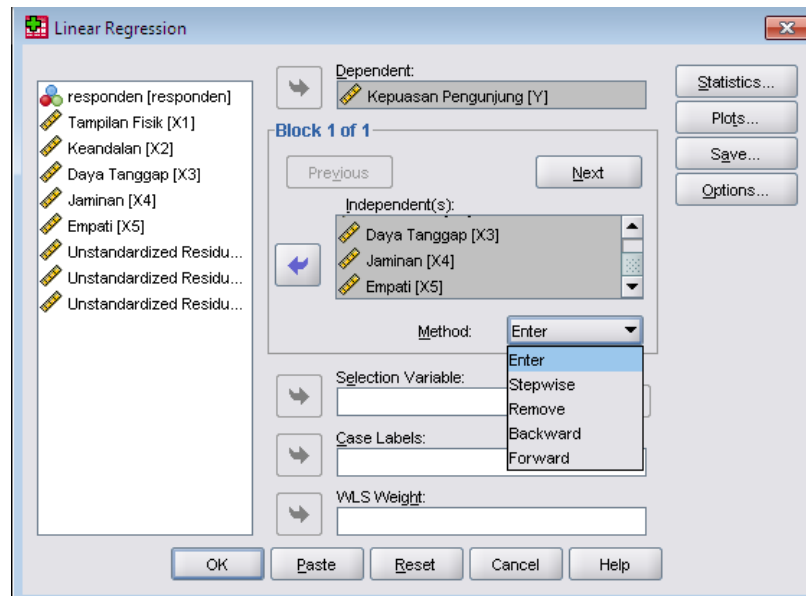 Linear Regression
responden [responden]
Tampilan Fisik [X1]
Keandalan [X2]
Daya Tanggap [X3]
Jaminan [X4]
Empati [X5]
Unstandardized Residu...
Unstandardized Residu...
Unstandardized Residu...
Dependent:
Kepuasan Pengunjung [Y]
Block 1 of 1
Previous
Next
Independent(s):
Daya Tanggap [X3]
Jaminan [X4]
Empati [X5]
Method:
Enter
Enter
Stepwise
Remove
Backward
Forward
Selection Variable:
Case Labels:
WLS Weight:
Statistics...
Plots...
Save...
Options...
OK
Paste
Reset
Cancel
Help